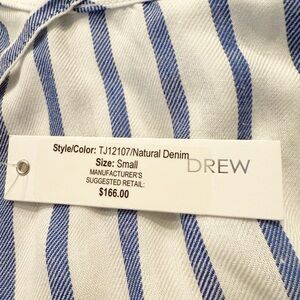 Style/Color: TJ12107/Natural Denim
Size: Small
MANUFACTURER'S
SUGGESTED RETAIL:
$166.00
DREW